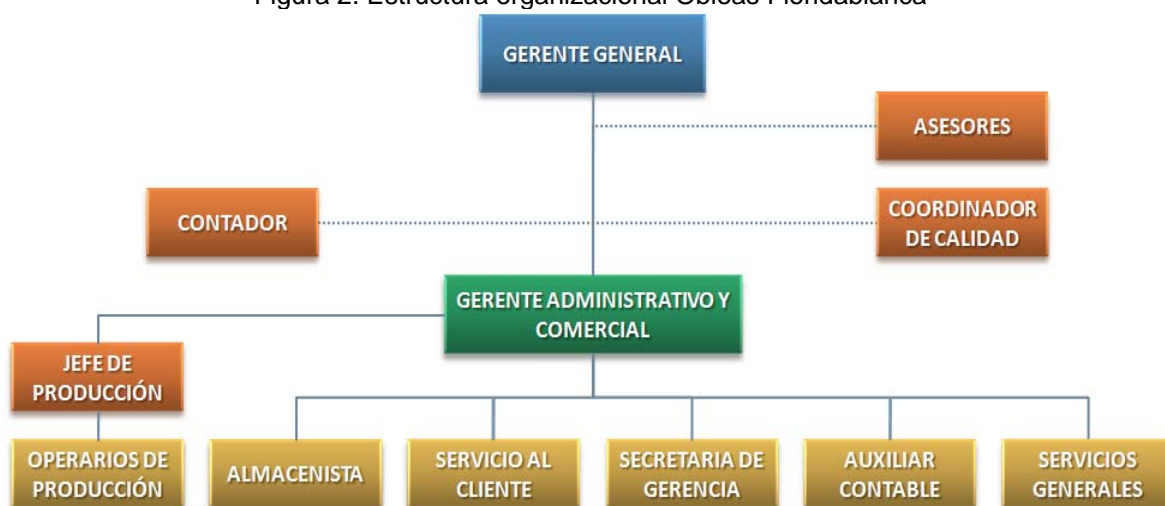 Figura 2. Estructura organizacional Obleas Floridablanca
GERENTE GENERAL
ASESORES
CONTADOR
COORDINADOR
DE CALIDAD
GERENTE ADMINISTRATIVO Y
COMERCIAL
JEFE DE
PRODUCCIÓN
OPERARIOS DE
PRODUCCIÓN
ALMACENISTA
SERVICIO AL
CLIENTE
SECRETARIA DE
GERENCIA
AUXILIAR
CONTABLE
SERVICIOS
GENERALES